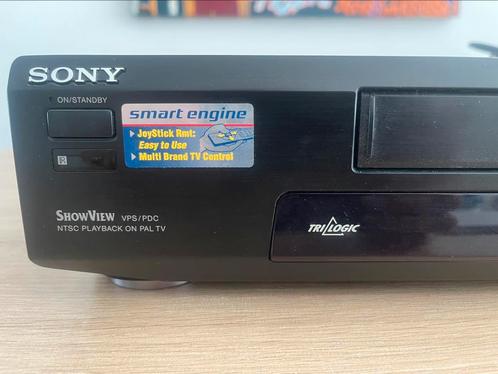 SONY
ON/STANDBY
smart engine
JoyStick Rmt:
Easy to Use
Multi Brand TV Control
SHOWVIEW VPS/PDC
NTSC PLAYBACK ON PAL TV
TRILOGIC